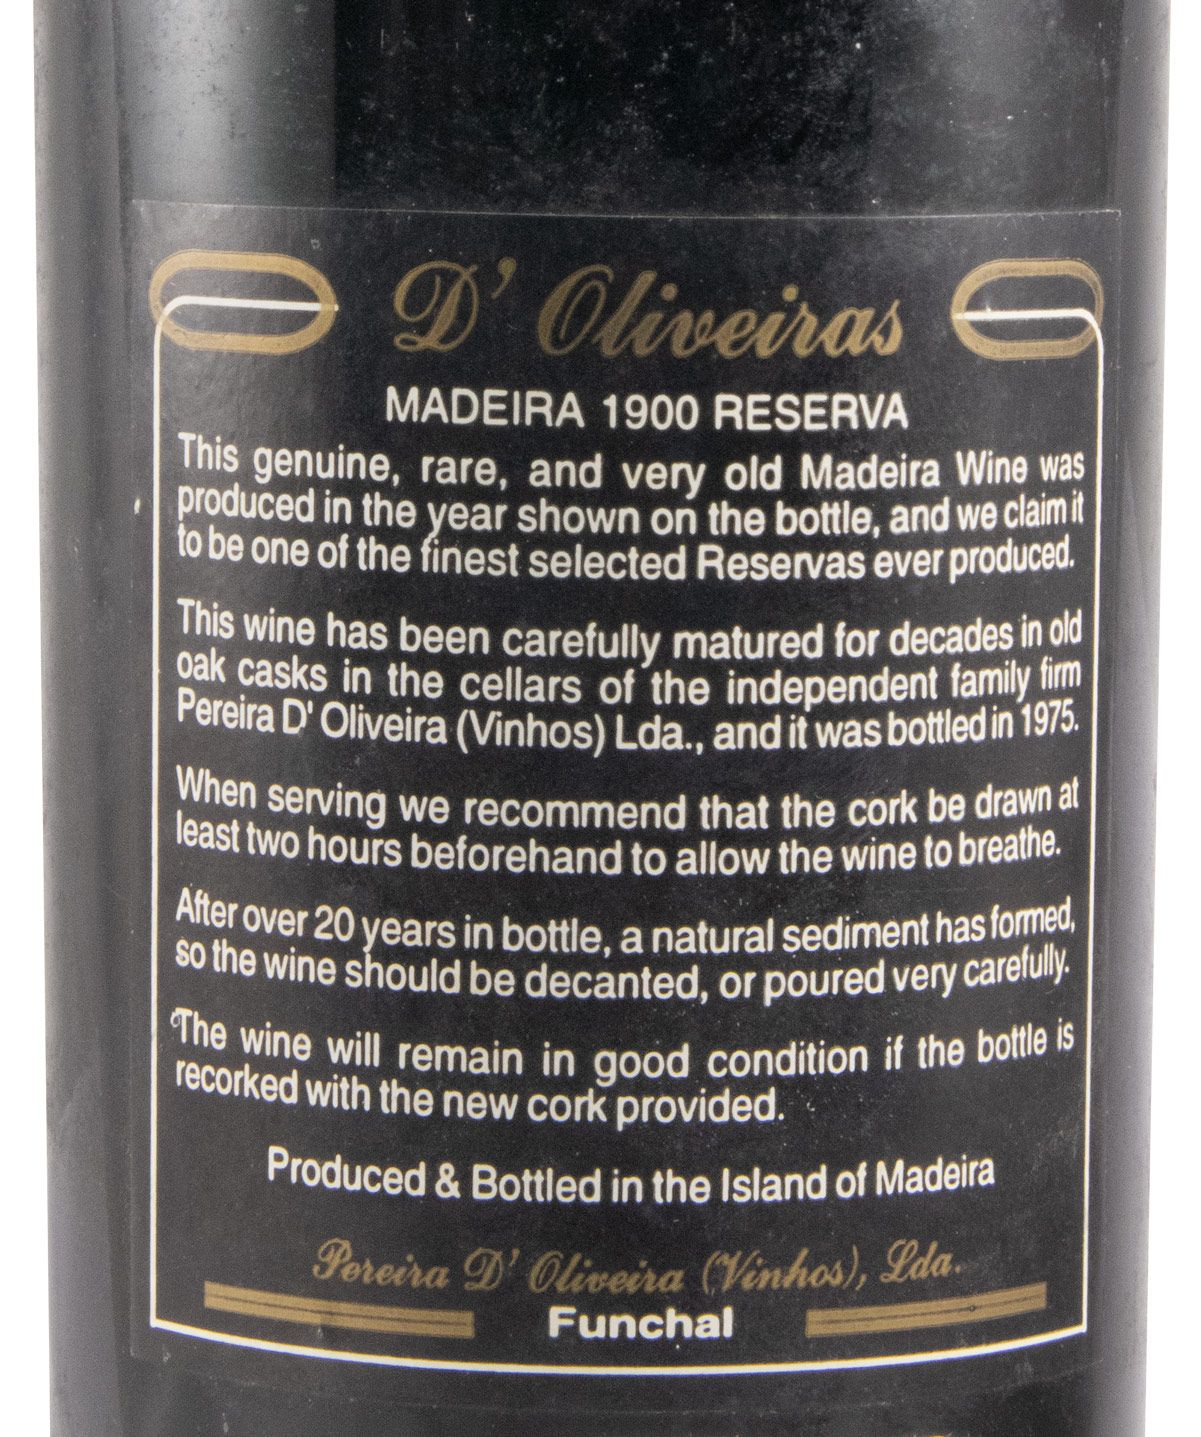 D' Oliveiras
MADEIRA 1900 RESERVA
This genuine, rare, and very old Madeira Wine was
produced in the year shown on the bottle, and we claim it
to be one of the finest selected Reservas ever produced.
This wine has been carefully matured for decades in old
oak casks in the cellars of the independent family firm
Pereira D' Oliveira (Vinhos) Lda., and it was bottled in 1975.
When serving we recommend that the cork be drawn at
least two hours beforehand to allow the wine to breathe.
After over 20 years in bottle, a natural sediment has formed,
so the wine should be decanted, or poured very carefully.
The wine will remain in good condition if the bottle is
recorked with the new cork provided.
Produced & Bottled in the Island of Madeira
Pereira D' Oliveira (Vinhos), Lda.
Funchal